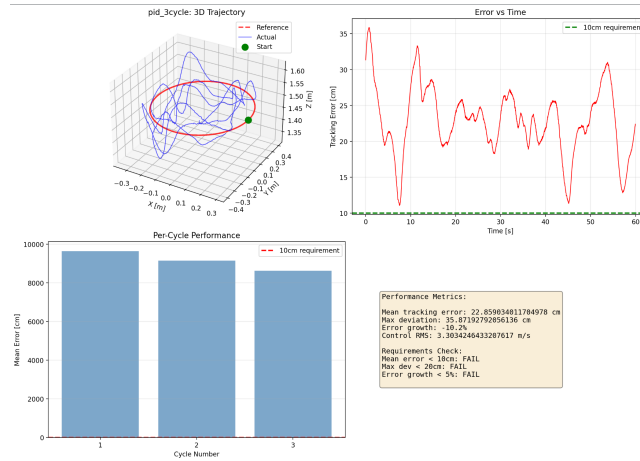 pid_3cycle: 3D Trajectory
Reference
Actual
Start
1.60
1.55
1.50
1.45
1.40
1.35
Z [m]
−0.3
−0.2
−0.1
0.0
0.1
0.2
0.3
X [m]
−0.4
−0.3
−0.2
−0.1
0.0
0.1
0.2
0.3
0.4
Y [m]
Error vs Time
10cm requirement
35
30
25
20
15
10
Tracking Error [cm]
0
10
20
30
40
50
60
Time [s]
Per-Cycle Performance
10cm requirement
10000
8000
6000
4000
2000
0
Mean Error [cm]
1
2
3
Cycle Number
Performance Metrics:
Mean tracking error: 22.859034011704978 cm
Max deviation: 35.87192792056136 cm
Error growth: -10.2%
Control RMS: 3.3034246433207617 m/s
Requirements Check:
Mean error < 10cm: FAIL
Max dev < 20cm: FAIL
Error growth < 5%: FAIL